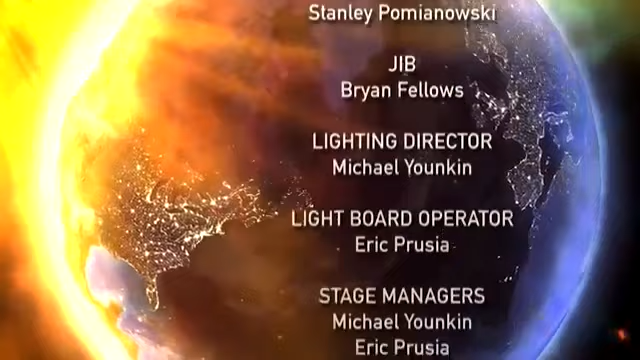 Stanley Pomianowski
JIB
Bryan Fellows
LIGHTING DIRECTOR
Michael Younkin
LIGHT BOARD OPERATOR
Eric Prusia
STAGE MANAGERS
Michael Younkin
Eric Prusia